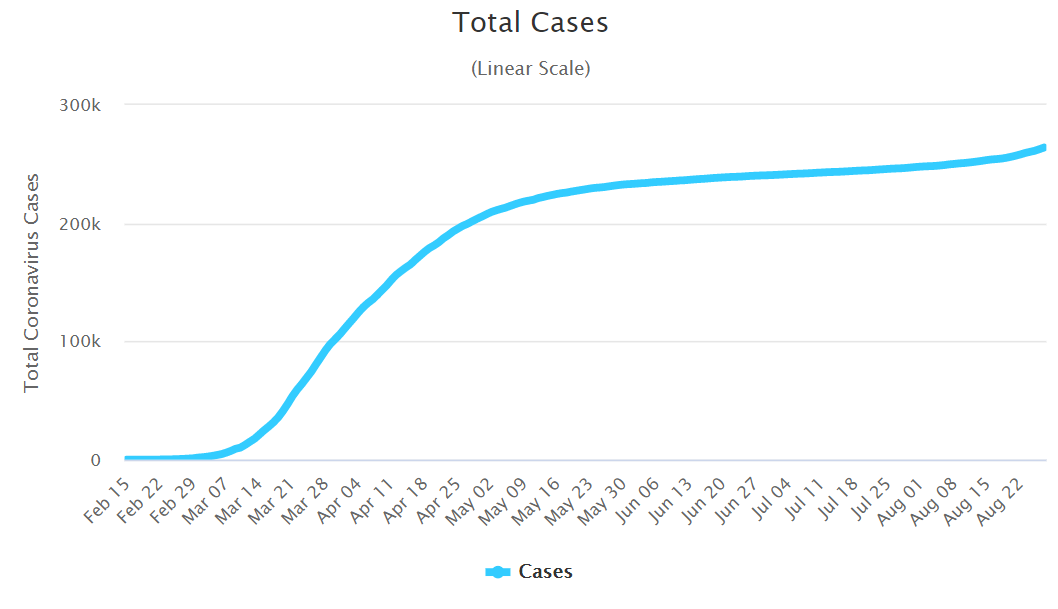 Total Cases
(Linear Scale)
Total Coronavirus Cases
300k
200k
100k
0
Feb 15
Feb 22
Feb 29
Mar 07
Mar 14
Mar 21
Mar 28
Apr 04
Apr 11
Apr 18
Apr 25
May 02
May 09
May 16
May 23
May 30
Jun 06
Jun 13
Jun 20
Jun 27
Jul 04
Jul 11
Jul 18
Jul 25
Aug 01
Aug 08
Aug 15
Aug 22
Cases